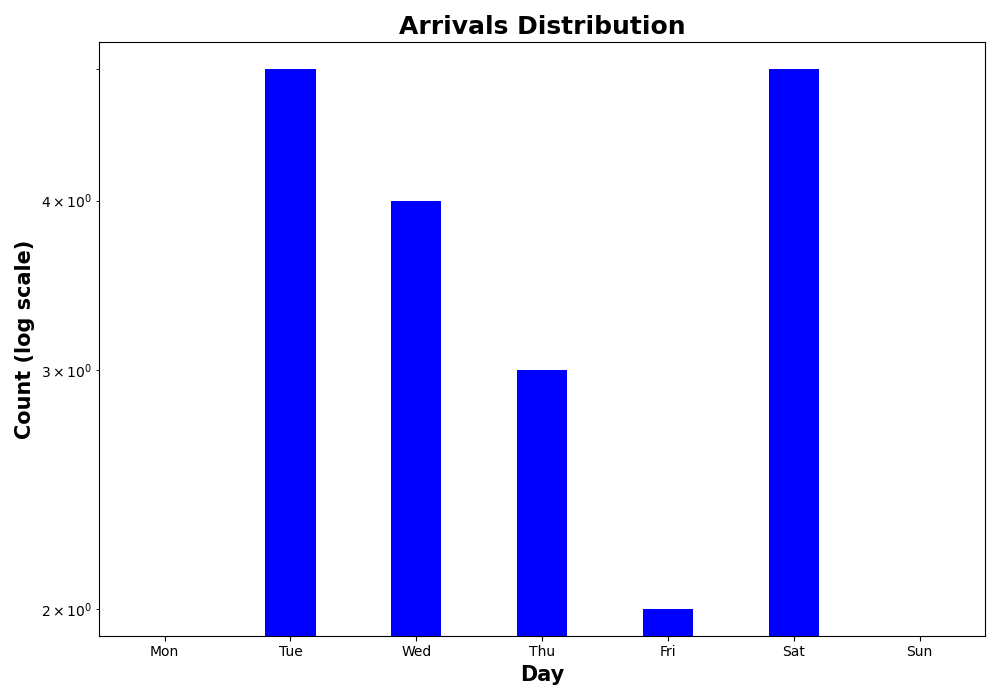 Arrivals Distribution
4 × 10⁰
3 × 10⁰
2 × 10⁰
Count (log scale)
Mon Tue Wed Thu Fri Sat Sun
Day